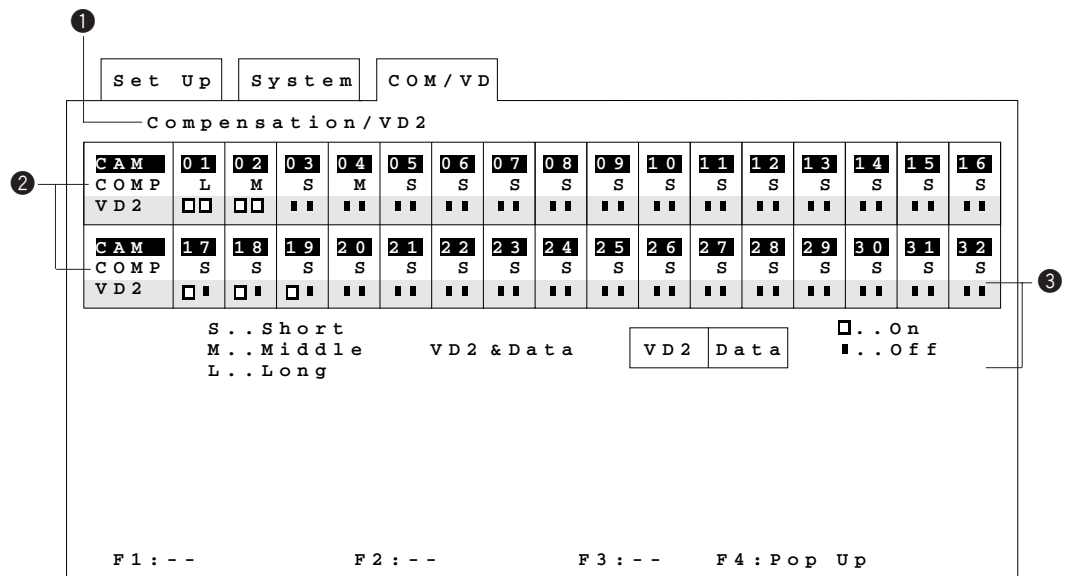 ❶
Set Up System COM/VD
Compensation/VD2
❷
CAM 01 02 03 04 05 06 07 08 09 10 11 12 13 14 15 16
COMP L M S M S S S S S S S S S S S S
VD2 □□ □□ ▮▮ ▮▮ ▮▮ ▮▮ ▮▮ ▮▮ ▮▮ ▮▮ ▮▮ ▮▮ ▮▮ ▮▮ ▮▮ ▮▮
CAM 17 18 19 20 21 22 23 24 25 26 27 28 29 30 31 32
COMP S S S S S S S S S S S S S S S S
VD2 □▮ □▮ □▮ ▮▮ ▮▮ ▮▮ ▮▮ ▮▮ ▮▮ ▮▮ ▮▮ ▮▮ ▮▮ ▮▮ ▮▮ ▮▮
❸
S..Short □..On
M..Middle VD2&Data VD2 Data ▮..Off
L..Long
F1:-- F2:-- F3:-- F4:Pop Up